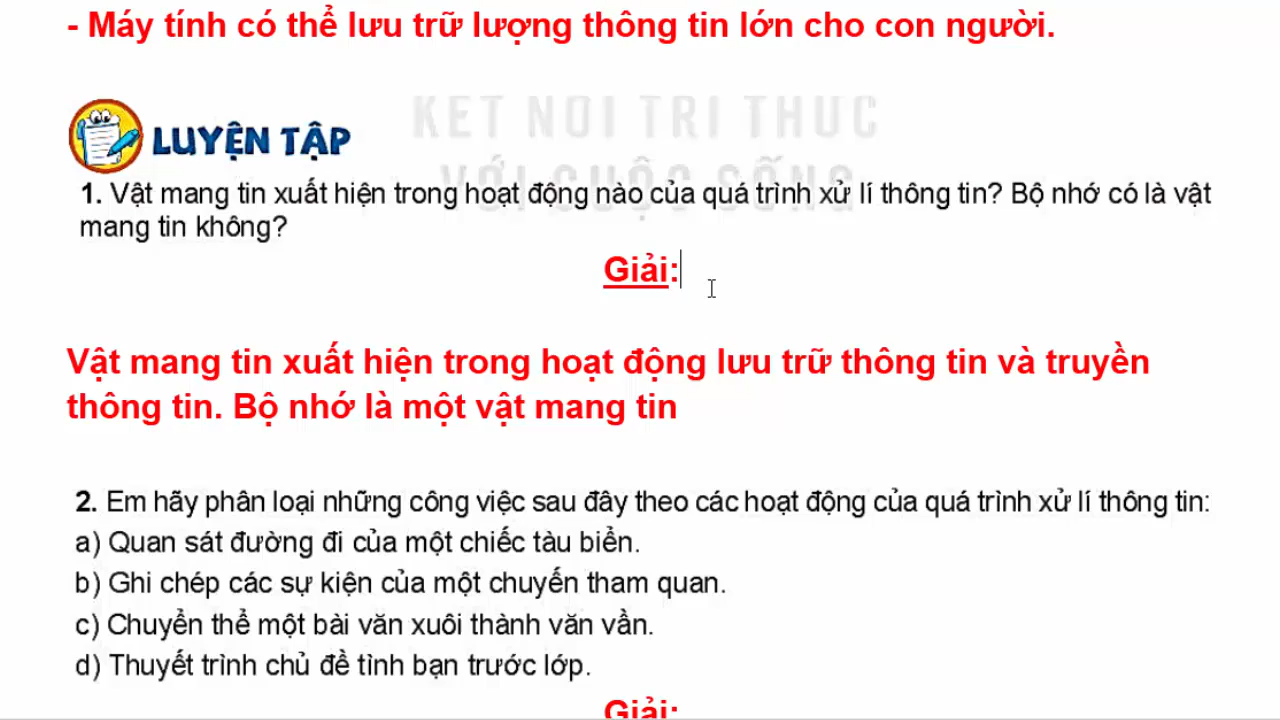 - Máy tính có thể lưu trữ lượng thông tin lớn cho con người.
KET NOI TRI THUC
VỚI CUỘC SỐNG
LUYỆN TẬP
1. Vật mang tin xuất hiện trong hoạt động nào của quá trình xử lí thông tin? Bộ nhớ có là vật
mang tin không?
Giải:
Vật mang tin xuất hiện trong hoạt động lưu trữ thông tin và truyền
thông tin. Bộ nhớ là một vật mang tin
2. Em hãy phân loại những công việc sau đây theo các hoạt động của quá trình xử lí thông tin:
a) Quan sát đường đi của một chiếc tàu biển.
b) Ghi chép các sự kiện của một chuyến tham quan.
c) Chuyển thể một bài văn xuôi thành văn vần.
d) Thuyết trình chủ đề tình bạn trước lớp.
Giải: